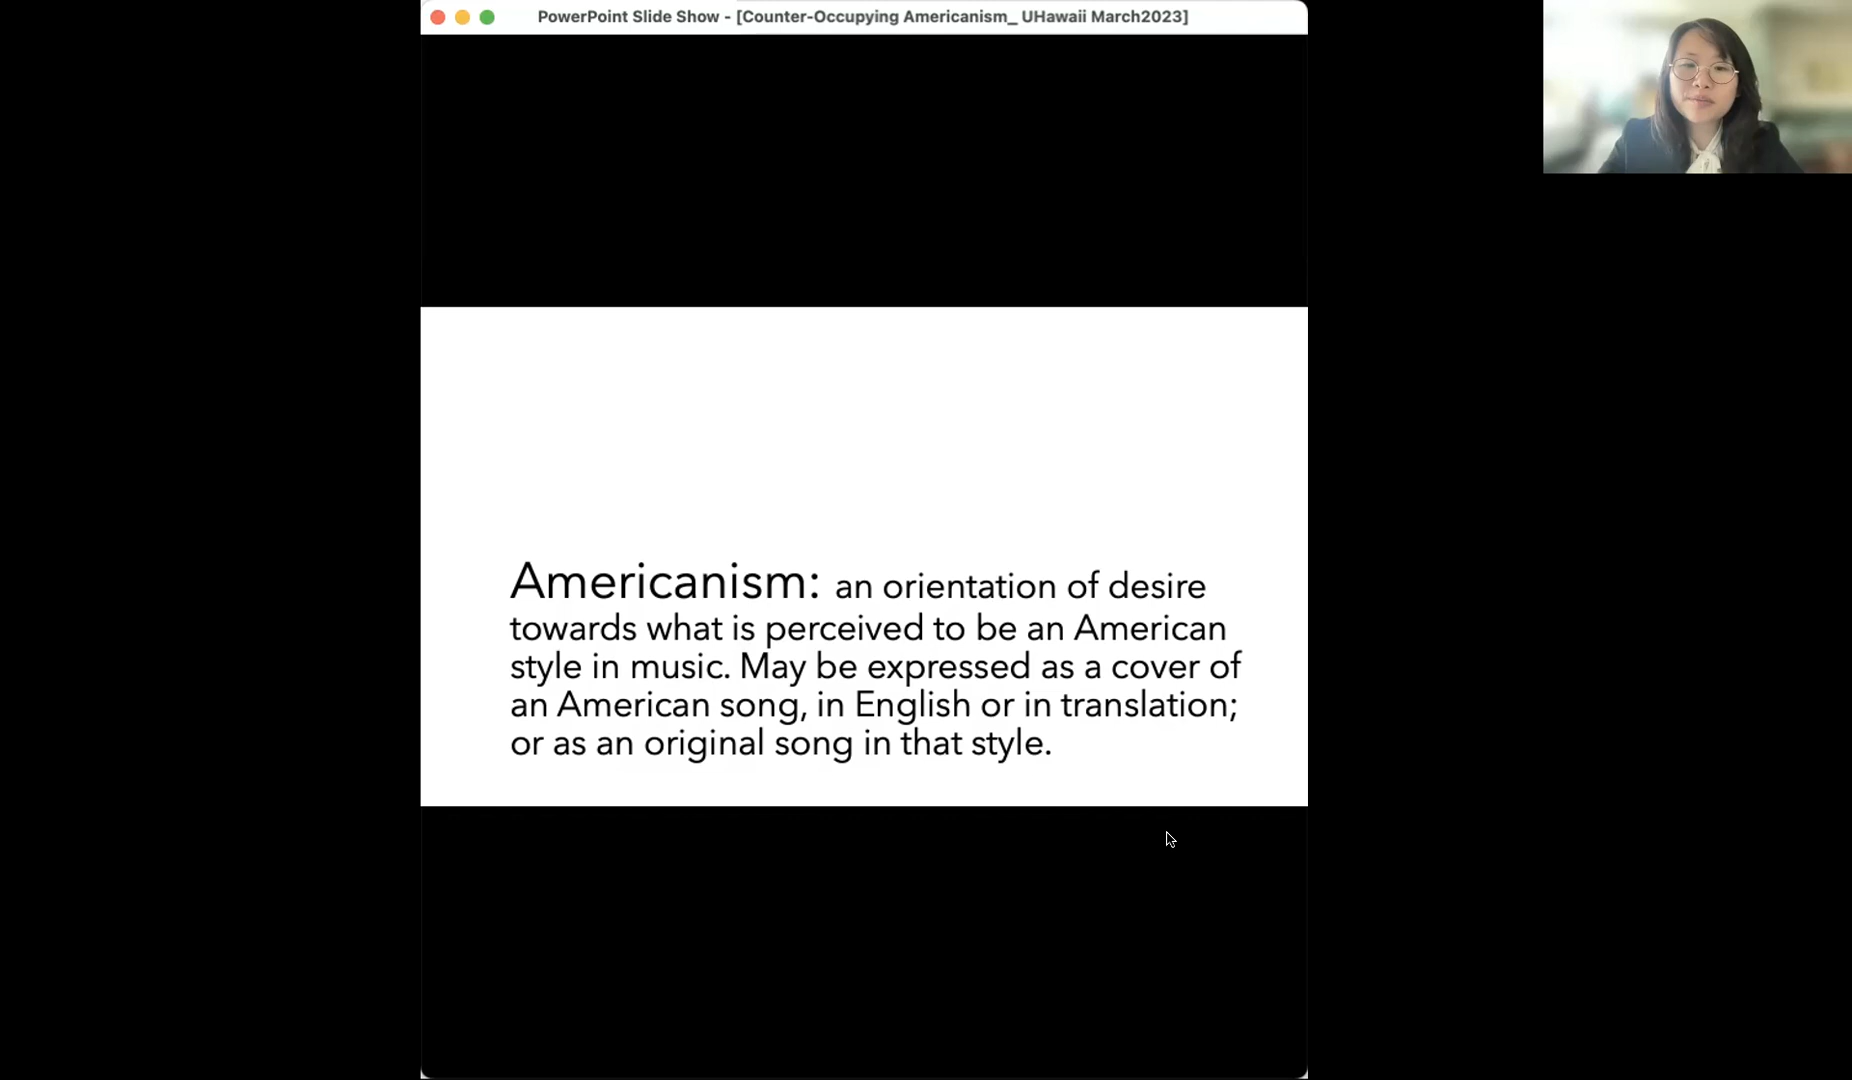 PowerPoint Slide Show - [Counter-Occupying Americanism_ UHawaii March2023]
Americanism: an orientation of desire
towards what is perceived to be an American
style in music. May be expressed as a cover of
an American song, in English or in translation;
or as an original song in that style.